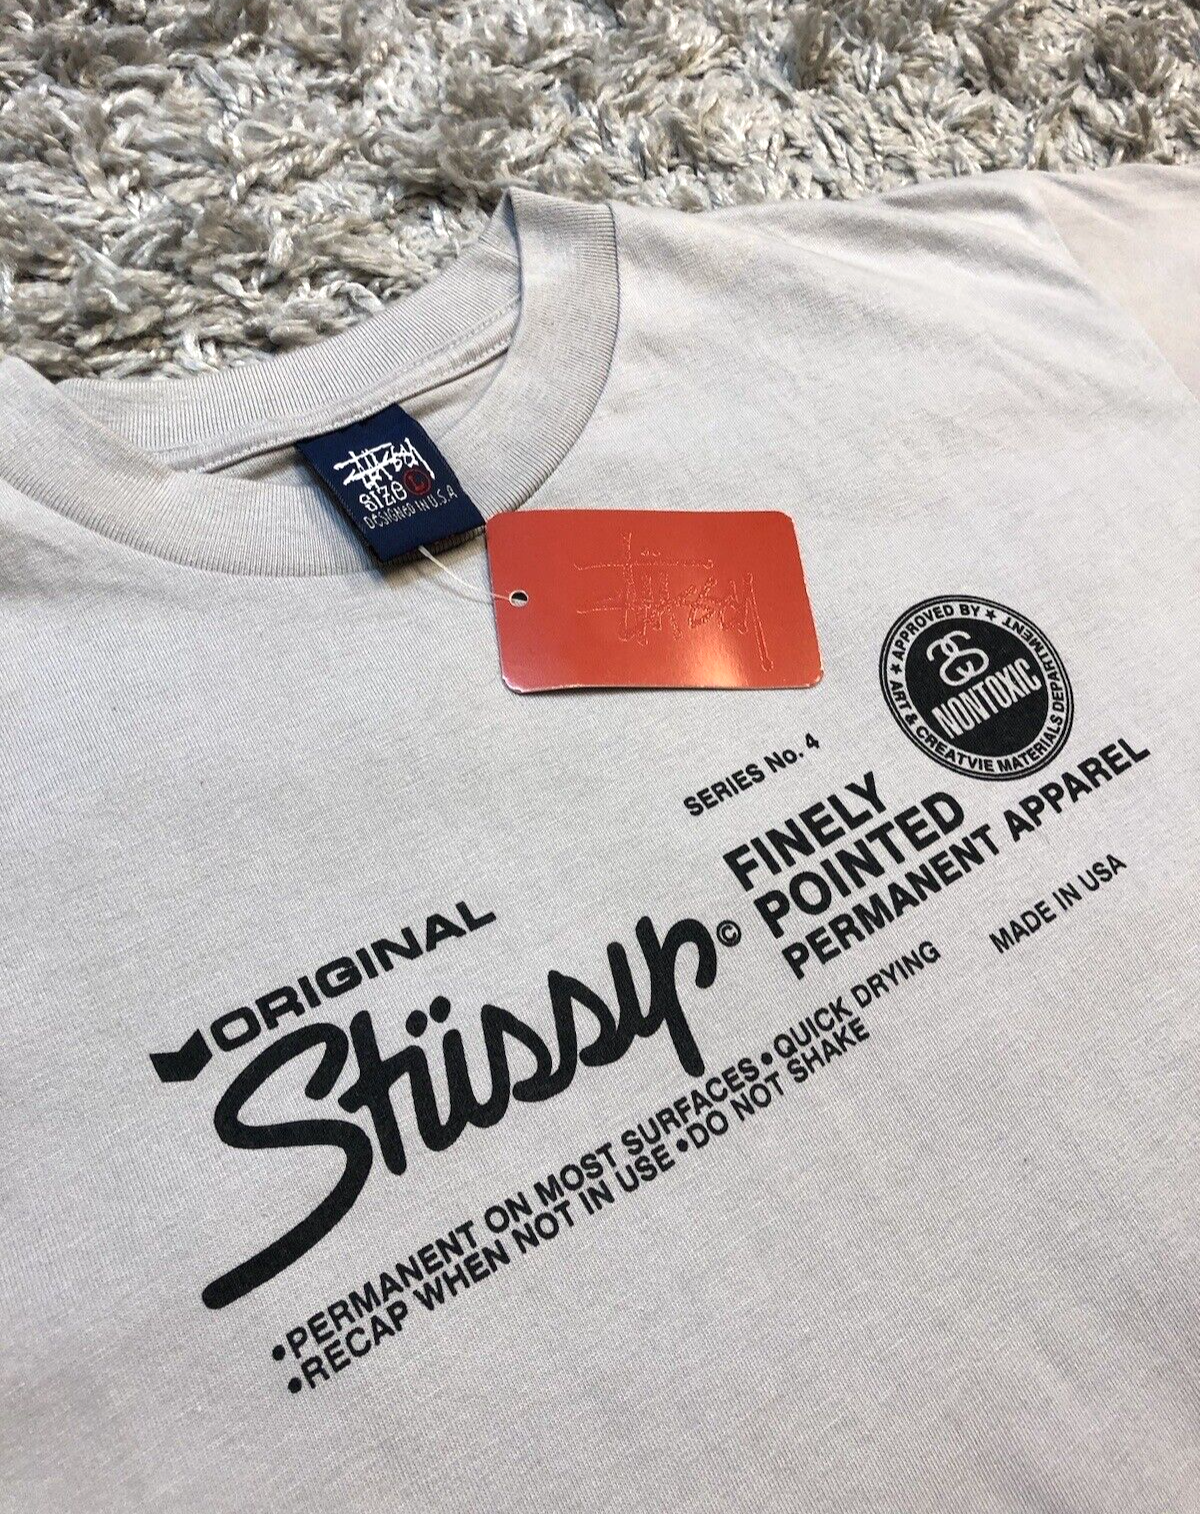 Stüssy
SIZE L
DESIGNED IN U.S.A
Stüssy
★ APPROVED BY ★ ART & CREATVIE MATERIALS DEPARTMENT
NONTOXIC
SERIES No. 4
FINELY
POINTED
PERMANENT APPAREL
ORIGINAL
Stüssy©
MADE IN USA
•PERMANENT ON MOST SURFACES•QUICK DRYING
•RECAP WHEN NOT IN USE•DO NOT SHAKE